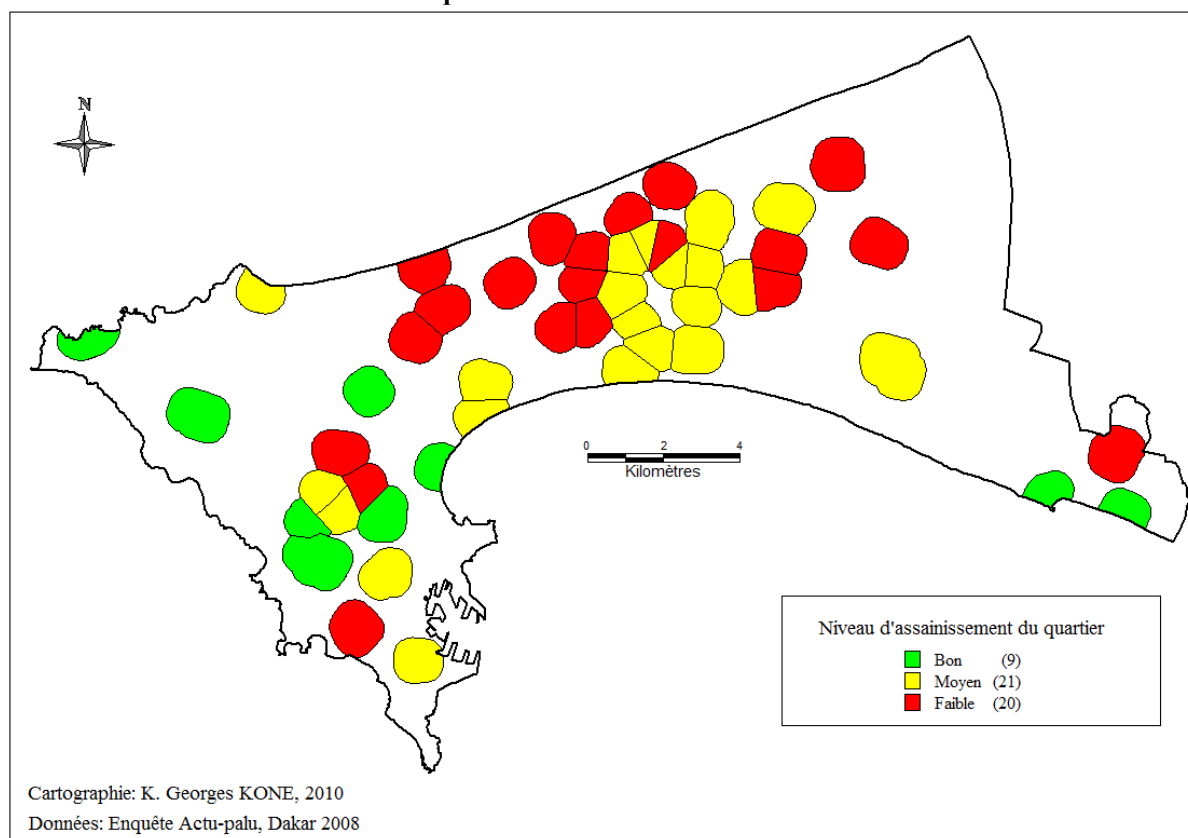 N
0 2 4
Kilomètres
Niveau d'assainissement du quartier
Bon (9)
Moyen (21)
Faible (20)
Cartographie: K. Georges KONE, 2010
Données: Enquête Actu-palu, Dakar 2008